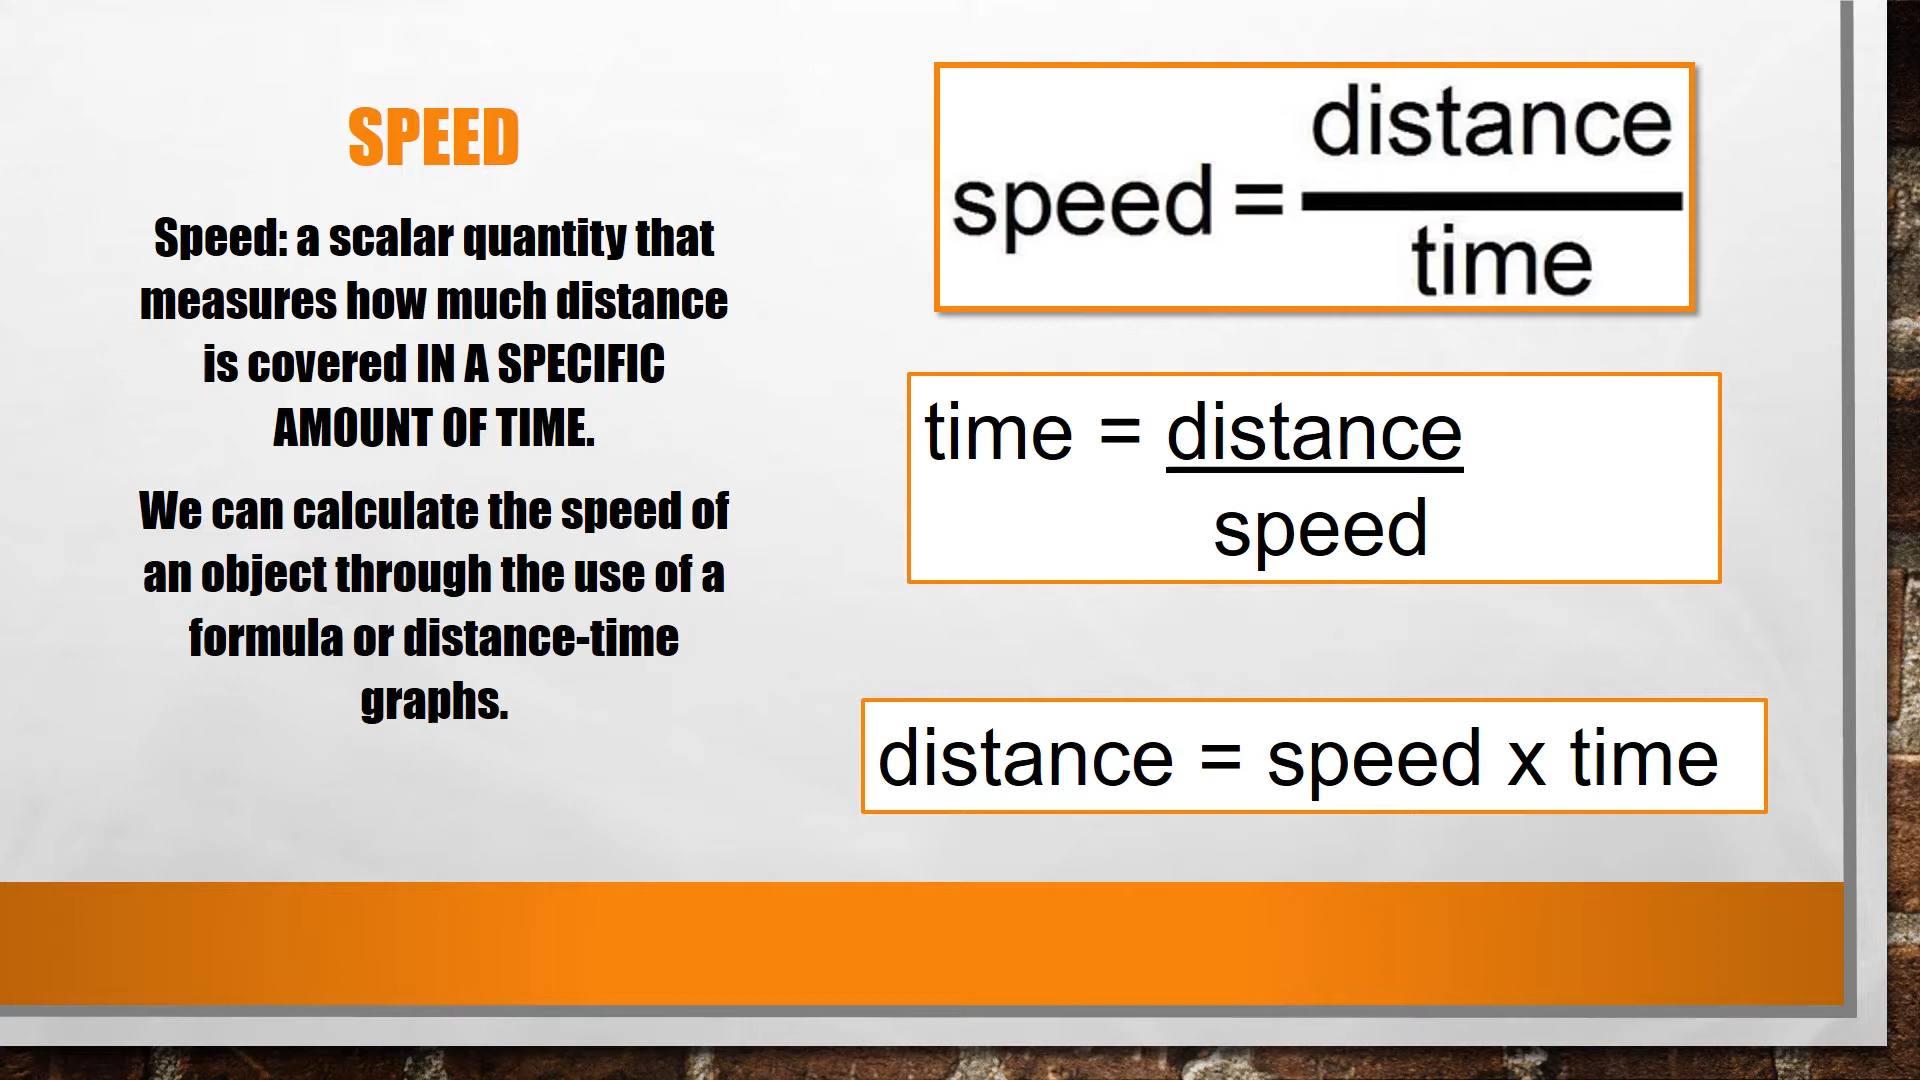 SPEED
Speed: a scalar quantity that
measures how much distance
is covered IN A SPECIFIC
AMOUNT OF TIME.
We can calculate the speed of
an object through the use of a
formula or distance-time
graphs.
distance
speed =
time
time = distance
speed
distance = speed x time